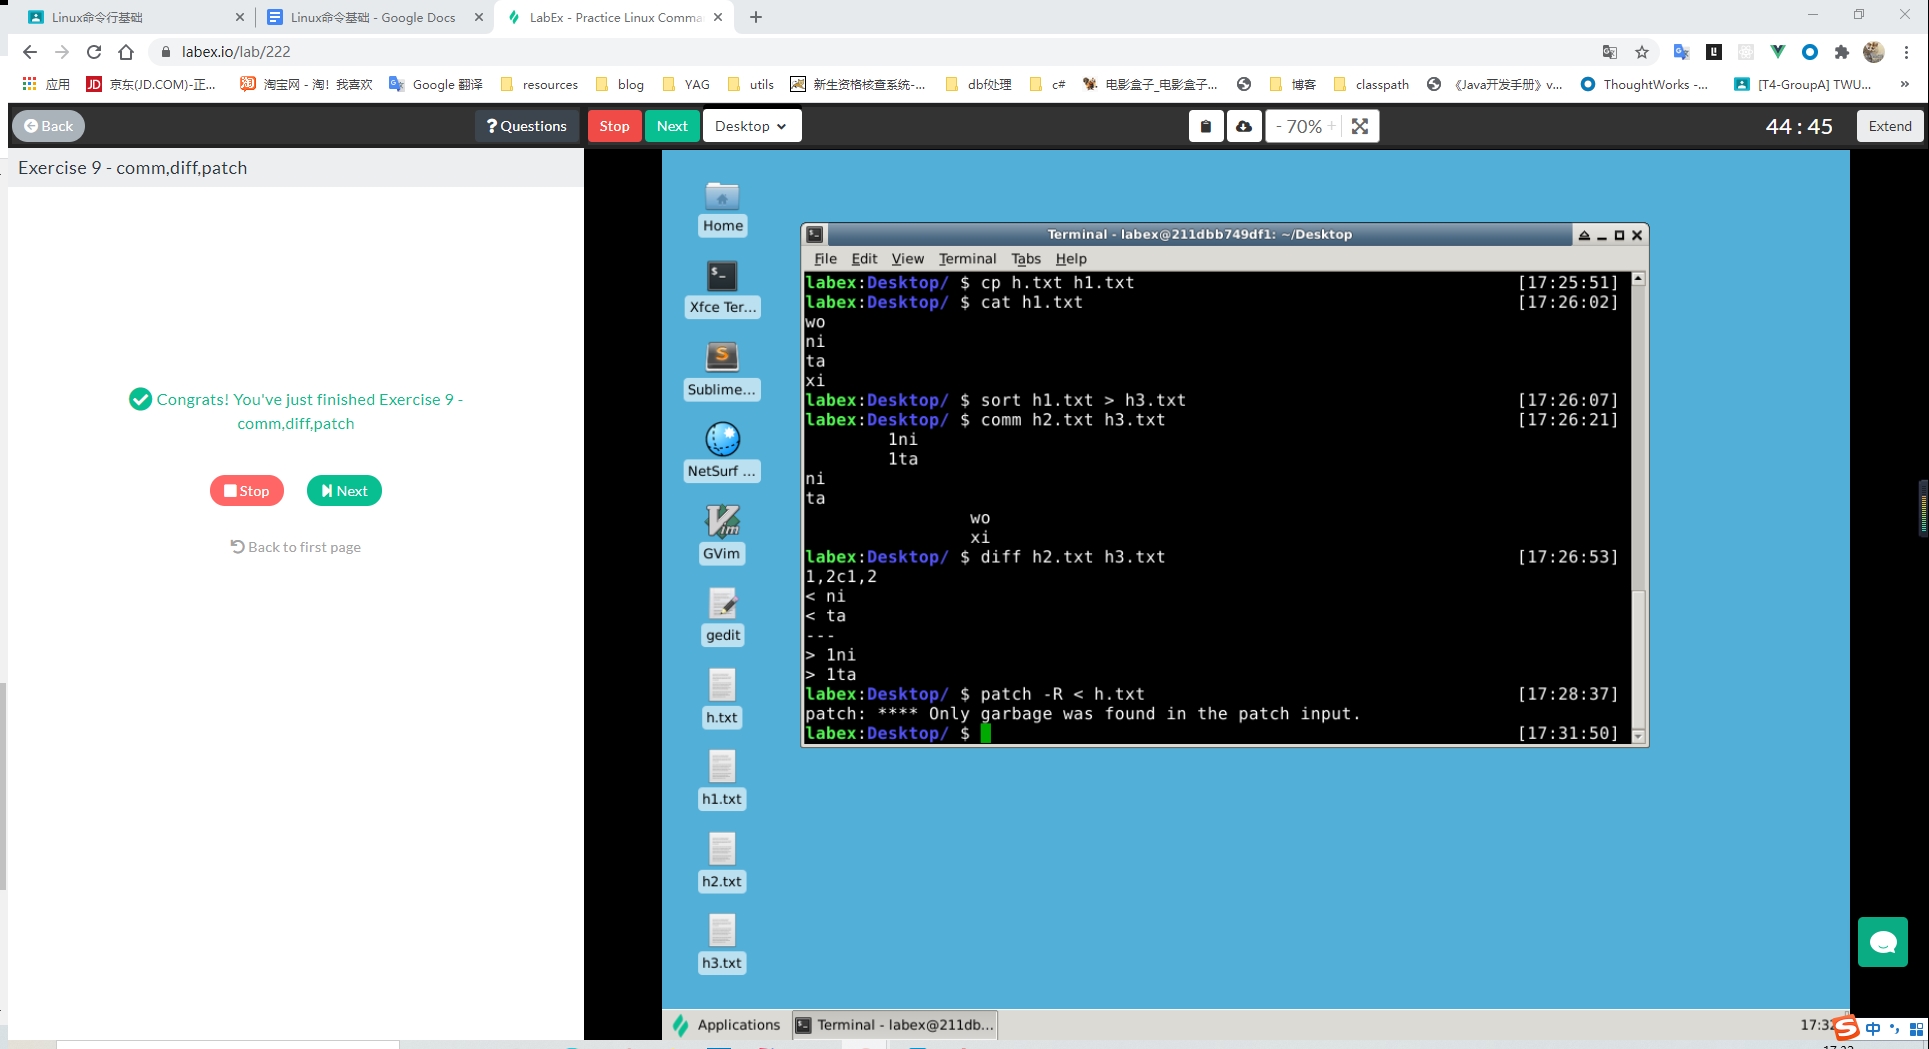 Linux命令行基础
Linux命令基础 - Google Docs
LabEx - Practice Linux Comma
labex.io/lab/222
应用
京东(JD.COM)-正...
淘宝网 - 淘！我喜欢
Google 翻译
resources
blog
YAG
utils
新生资格核查系统-...
dbf处理
c#
电影盒子_电影盒子...
博客
classpath
《Java开发手册》v...
ThoughtWorks -...
[T4-GroupA] TWU...
»
Back
? Questions
Stop
Next
Desktop
- 70% +
44 : 45
Extend
Exercise 9 - comm,diff,patch
Congrats! You've just finished Exercise 9 -
comm,diff,patch
Stop
Next
Back to first page
Home
Xfce Ter...
Sublime...
NetSurf ...
GVim
gedit
h.txt
h1.txt
h2.txt
h3.txt
Terminal - labex@211dbb749df1: ~/Desktop
File Edit View Terminal Tabs Help
labex:Desktop/ $ cp h.txt h1.txt [17:25:51]
labex:Desktop/ $ cat h1.txt [17:26:02]
wo
ni
ta
xi
labex:Desktop/ $ sort h1.txt > h3.txt [17:26:07]
labex:Desktop/ $ comm h2.txt h3.txt [17:26:21]
1ni
1ta
ni
ta
wo
xi
labex:Desktop/ $ diff h2.txt h3.txt [17:26:53]
1,2c1,2
< ni
< ta
---
> 1ni
> 1ta
labex:Desktop/ $ patch -R < h.txt [17:28:37]
patch: **** Only garbage was found in the patch input.
labex:Desktop/ $ [17:31:50]
Applications
Terminal - labex@211db...
17:32
中